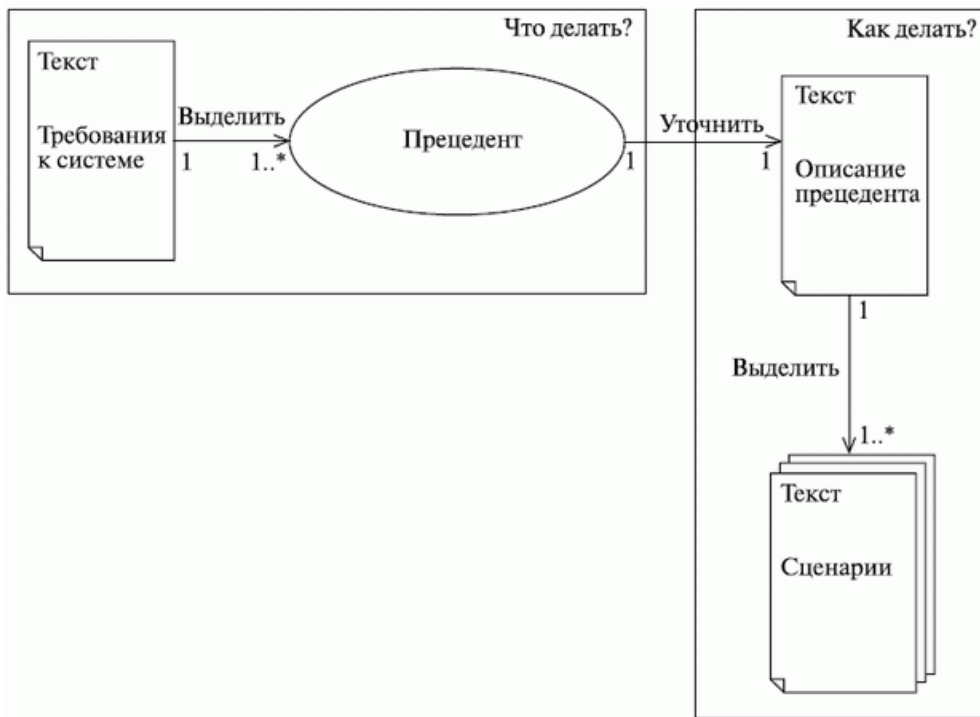 Что делать?
Текст
Требования
к системе
Выделить
1
1..*
Прецедент
1
Уточнить
1
Как делать?
Текст
Описание
прецедента
1
Выделить
1..*
Текст
Сценарии